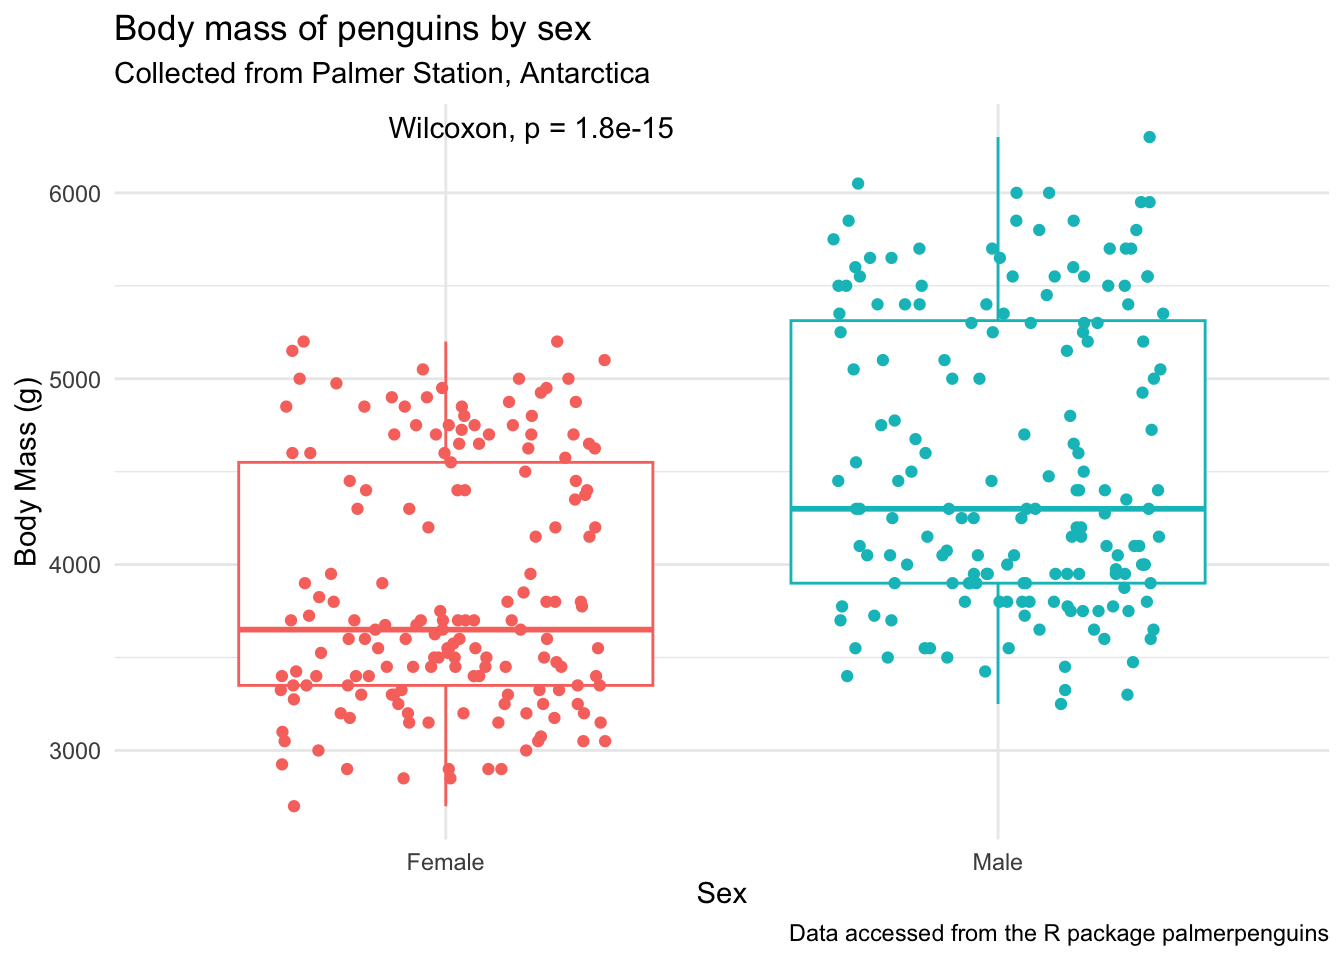 Body mass of penguins by sex
Collected from Palmer Station, Antarctica
Wilcoxon, p = 1.8e-15
Body Mass (g)
6000
5000
4000
3000
Female
Male
Sex
Data accessed from the R package palmerpenguins